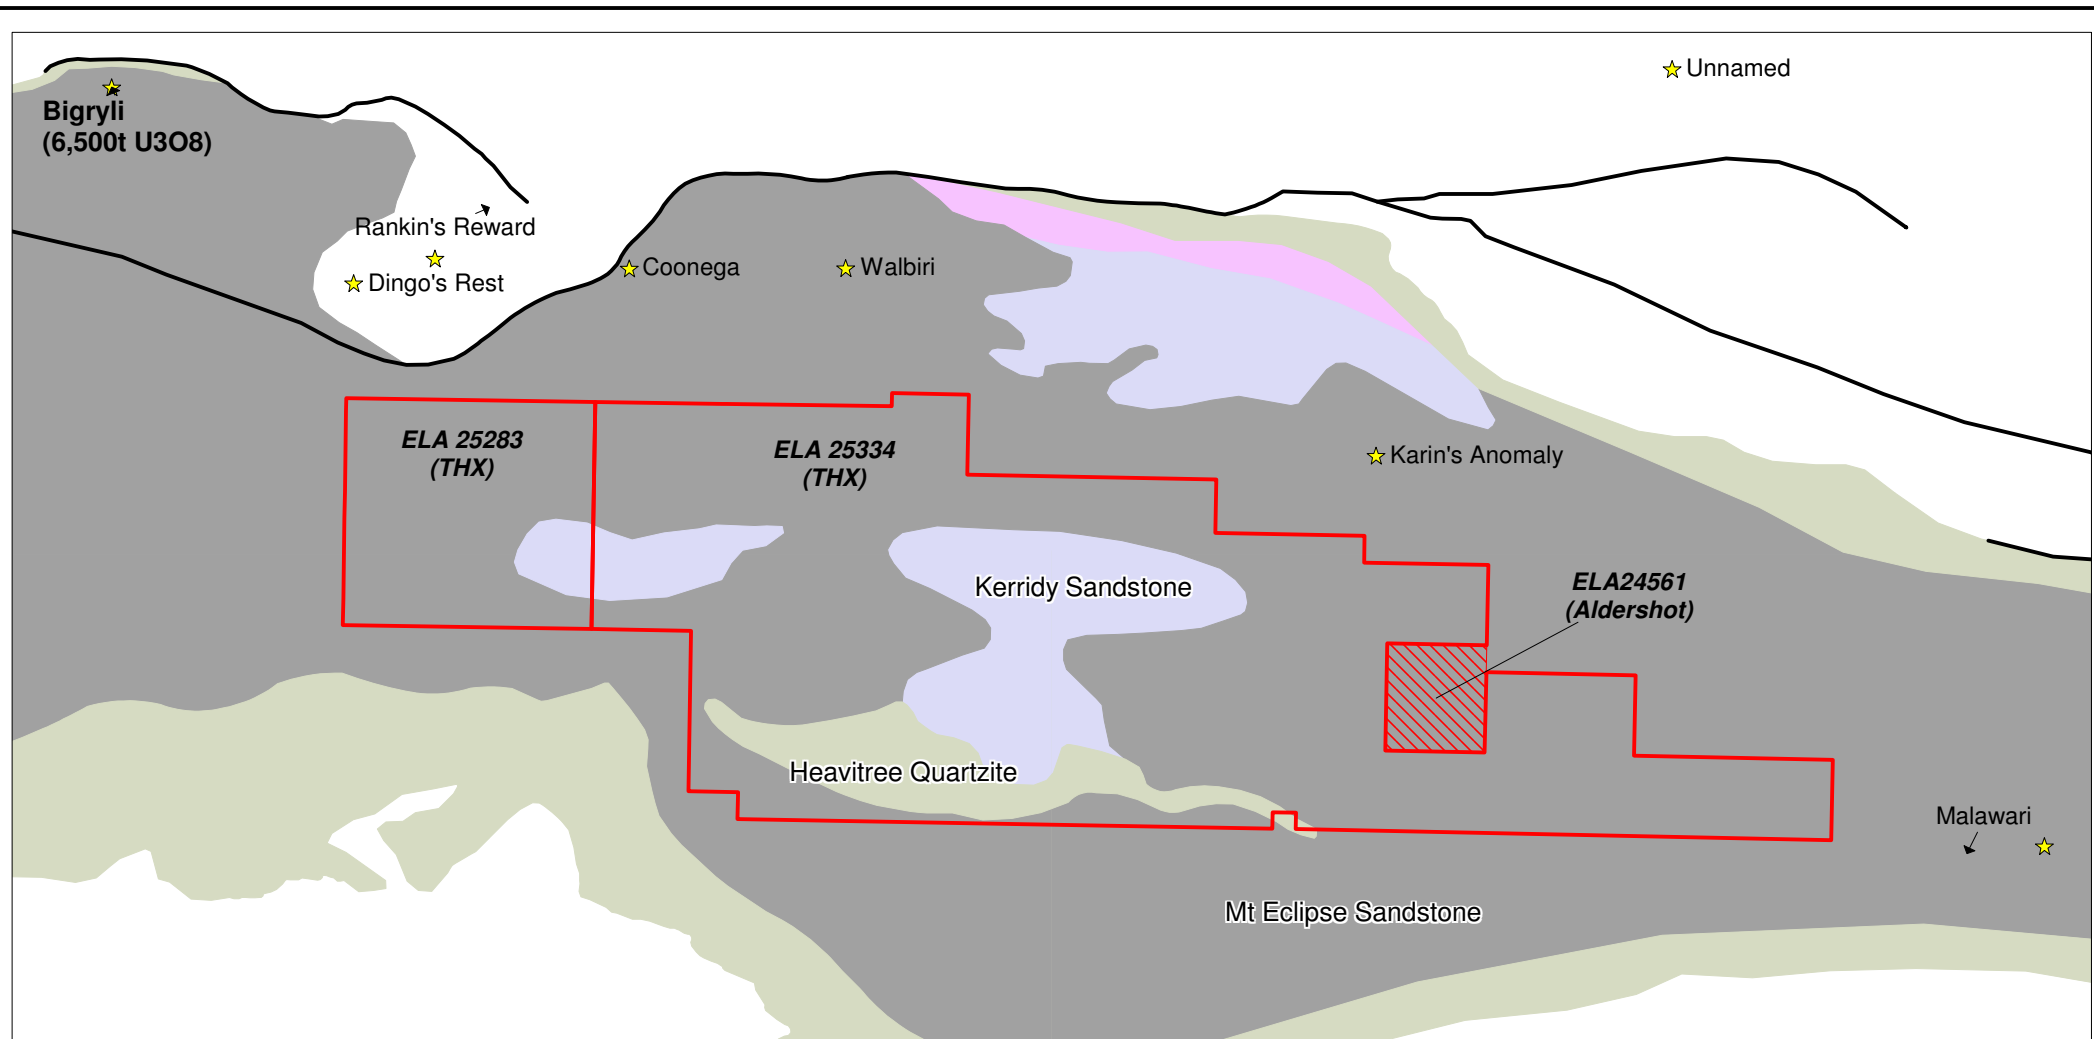 Unnamed
Bigryli
(6,500t U3O8)
Rankin's Reward
Coonega
Walbiri
Dingo's Rest
ELA 25283
(THX)
ELA 25334
(THX)
Karin's Anomaly
Kerridy Sandstone
ELA24561
(Aldershot)
Heavitree Quartzite
Malawari
Mt Eclipse Sandstone